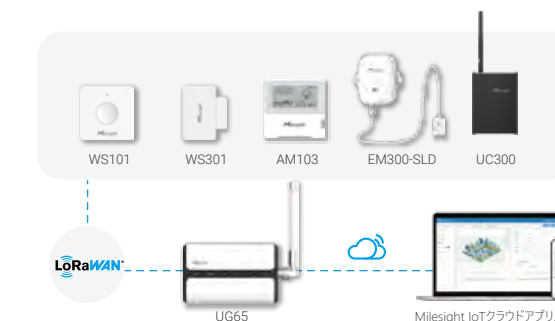 WS101
WS301
AM103
EM300-SLD
UC300
LoRaWAN
UG65
Milesight IoTクラウドアプリ